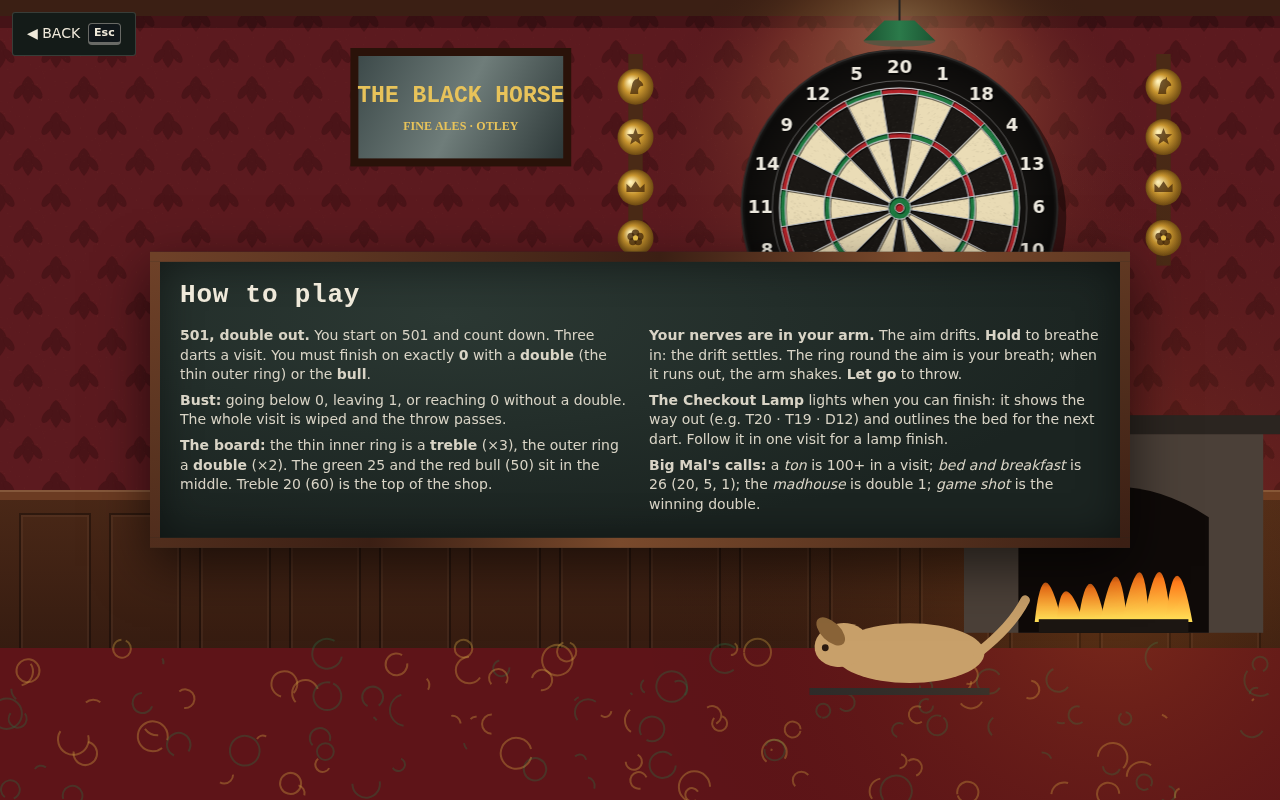 ◀ BACK Esc
THE BLACK HORSE
FINE ALES · OTLEY
5 20 1
12 18
9 4
14 13
11 6
8 10
How to play
501, double out. You start on 501 and count down. Three
darts a visit. You must finish on exactly 0 with a double (the
thin outer ring) or the bull.
Bust: going below 0, leaving 1, or reaching 0 without a double.
The whole visit is wiped and the throw passes.
The board: the thin inner ring is a treble (×3), the outer ring
a double (×2). The green 25 and the red bull (50) sit in the
middle. Treble 20 (60) is the top of the shop.
Your nerves are in your arm. The aim drifts. Hold to breathe
in: the drift settles. The ring round the aim is your breath; when
it runs out, the arm shakes. Let go to throw.
The Checkout Lamp lights when you can finish: it shows the
way out (e.g. T20 · T19 · D12) and outlines the bed for the next
dart. Follow it in one visit for a lamp finish.
Big Mal's calls: a ton is 100+ in a visit; bed and breakfast is
26 (20, 5, 1); the madhouse is double 1; game shot is the
winning double.